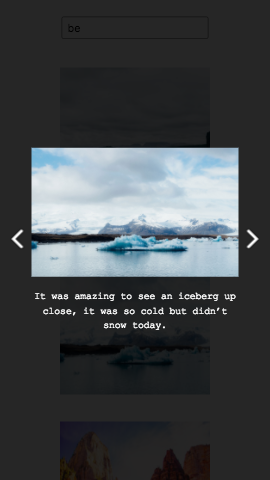 be
It was amazing to see an iceberg up
close, it was so cold but didn’t
snow today.